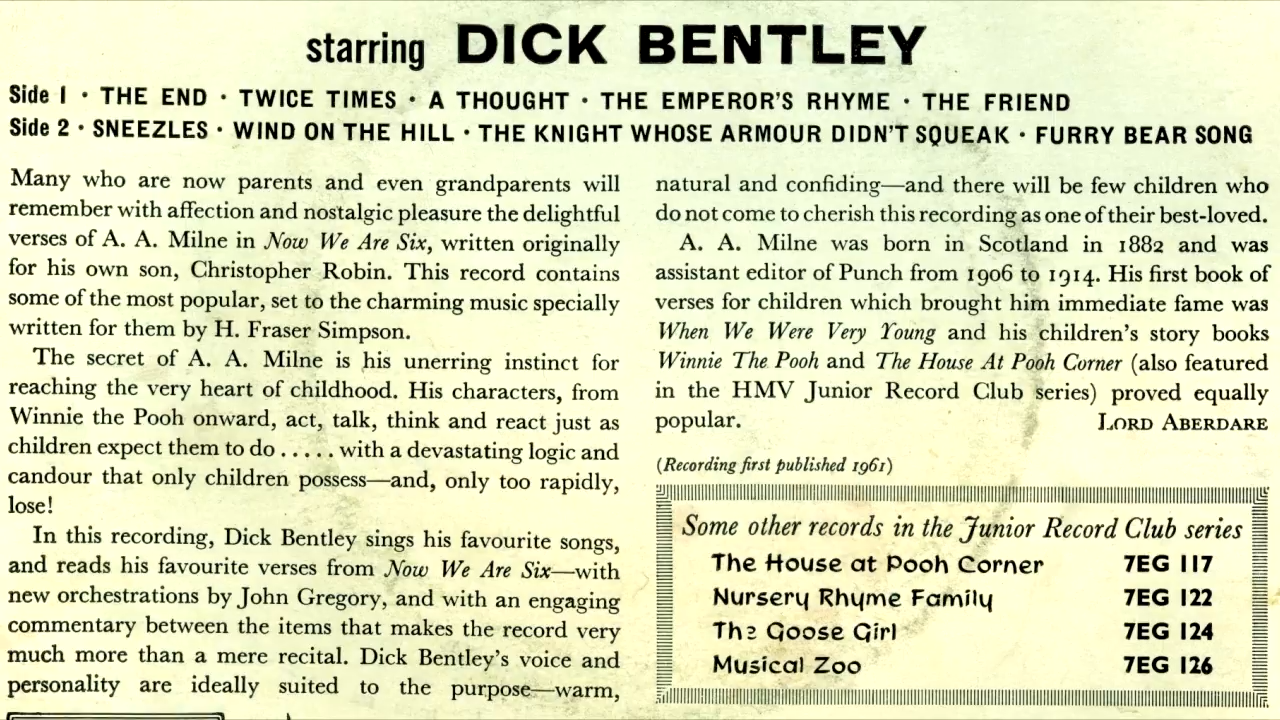 starring DICK BENTLEY
Side 1 · THE END · TWICE TIMES · A THOUGHT · THE EMPEROR'S RHYME · THE FRIEND
Side 2 · SNEEZLES · WIND ON THE HILL · THE KNIGHT WHOSE ARMOUR DIDN'T SQUEAK · FURRY BEAR SONG
Many who are now parents and even grandparents will
remember with affection and nostalgic pleasure the delightful
verses of A. A. Milne in Now We Are Six, written originally
for his own son, Christopher Robin. This record contains
some of the most popular, set to the charming music specially
written for them by H. Fraser Simpson.
The secret of A. A. Milne is his unerring instinct for
reaching the very heart of childhood. His characters, from
Winnie the Pooh onward, act, talk, think and react just as
children expect them to do ..... with a devastating logic and
candour that only children possess—and, only too rapidly,
lose!
In this recording, Dick Bentley sings his favourite songs,
and reads his favourite verses from Now We Are Six—with
new orchestrations by John Gregory, and with an engaging
commentary between the items that makes the record very
much more than a mere recital. Dick Bentley's voice and
personality are ideally suited to the purpose—warm,
natural and confiding—and there will be few children who
do not come to cherish this recording as one of their best-loved.
A. A. Milne was born in Scotland in 1882 and was
assistant editor of Punch from 1906 to 1914. His first book of
verses for children which brought him immediate fame was
When We Were Very Young and his children's story books
Winnie The Pooh and The House At Pooh Corner (also featured
in the HMV Junior Record Club series) proved equally
popular. LORD ABERDARE
(Recording first published 1961)
Some other records in the Junior Record Club series
The House at Pooh Corner 7EG 117
Nursery Rhyme Family 7EG 122
The Goose Girl 7EG 124
Musical Zoo 7EG 126